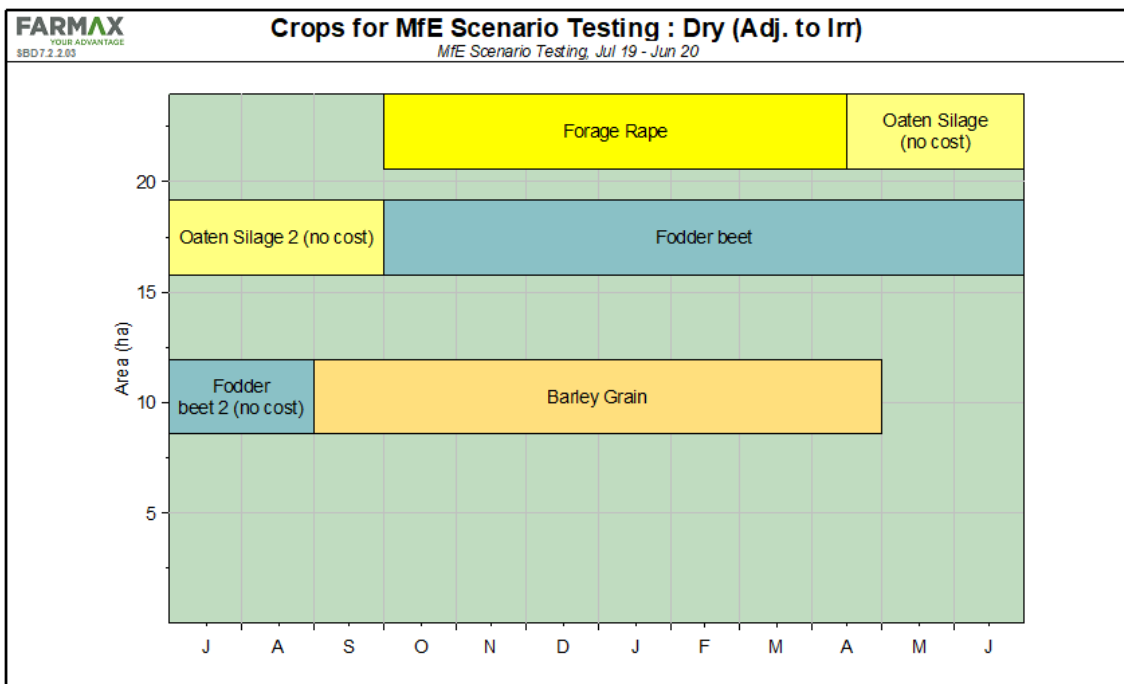 FARMAX
YOUR ADVANTAGE
SBD7.2.2.03
Crops for MfE Scenario Testing : Dry (Adj. to Irr)
MfE Scenario Testing, Jul 19 - Jun 20
Forage Rape
Oaten Silage
(no cost)
20
Oaten Silage 2 (no cost)
Fodder beet
15
Area (ha)
Fodder
beet 2 (no cost)
Barley Grain
10
5
J A S O N D J F M A M J